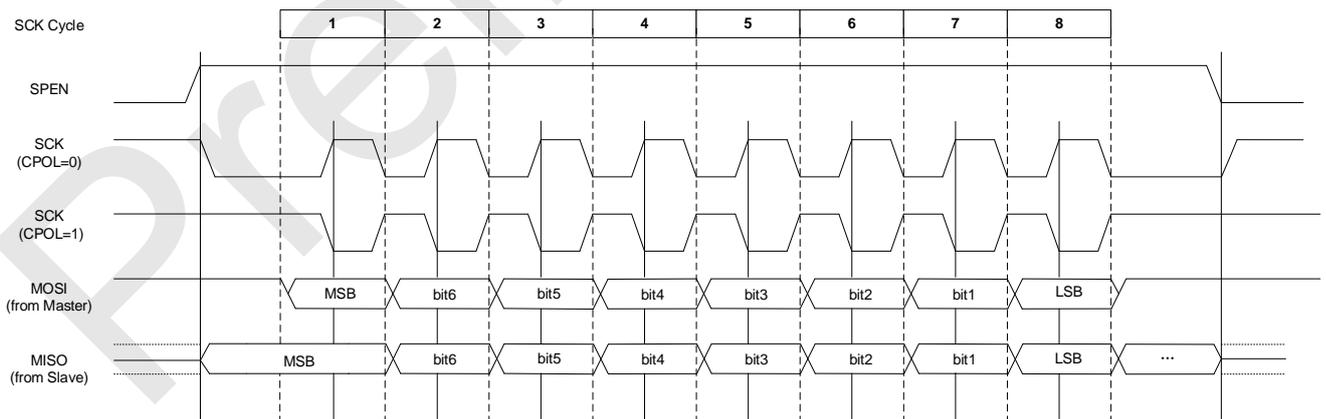 SCK Cycle
1 2 3 4 5 6 7 8
SPEN
SCK
(CPOL=0)
SCK
(CPOL=1)
MOSI
(from Master)
MSB bit6 bit5 bit4 bit3 bit2 bit1 LSB
MISO
(from Slave)
MSB bit6 bit5 bit4 bit3 bit2 bit1 LSB ...
Pre